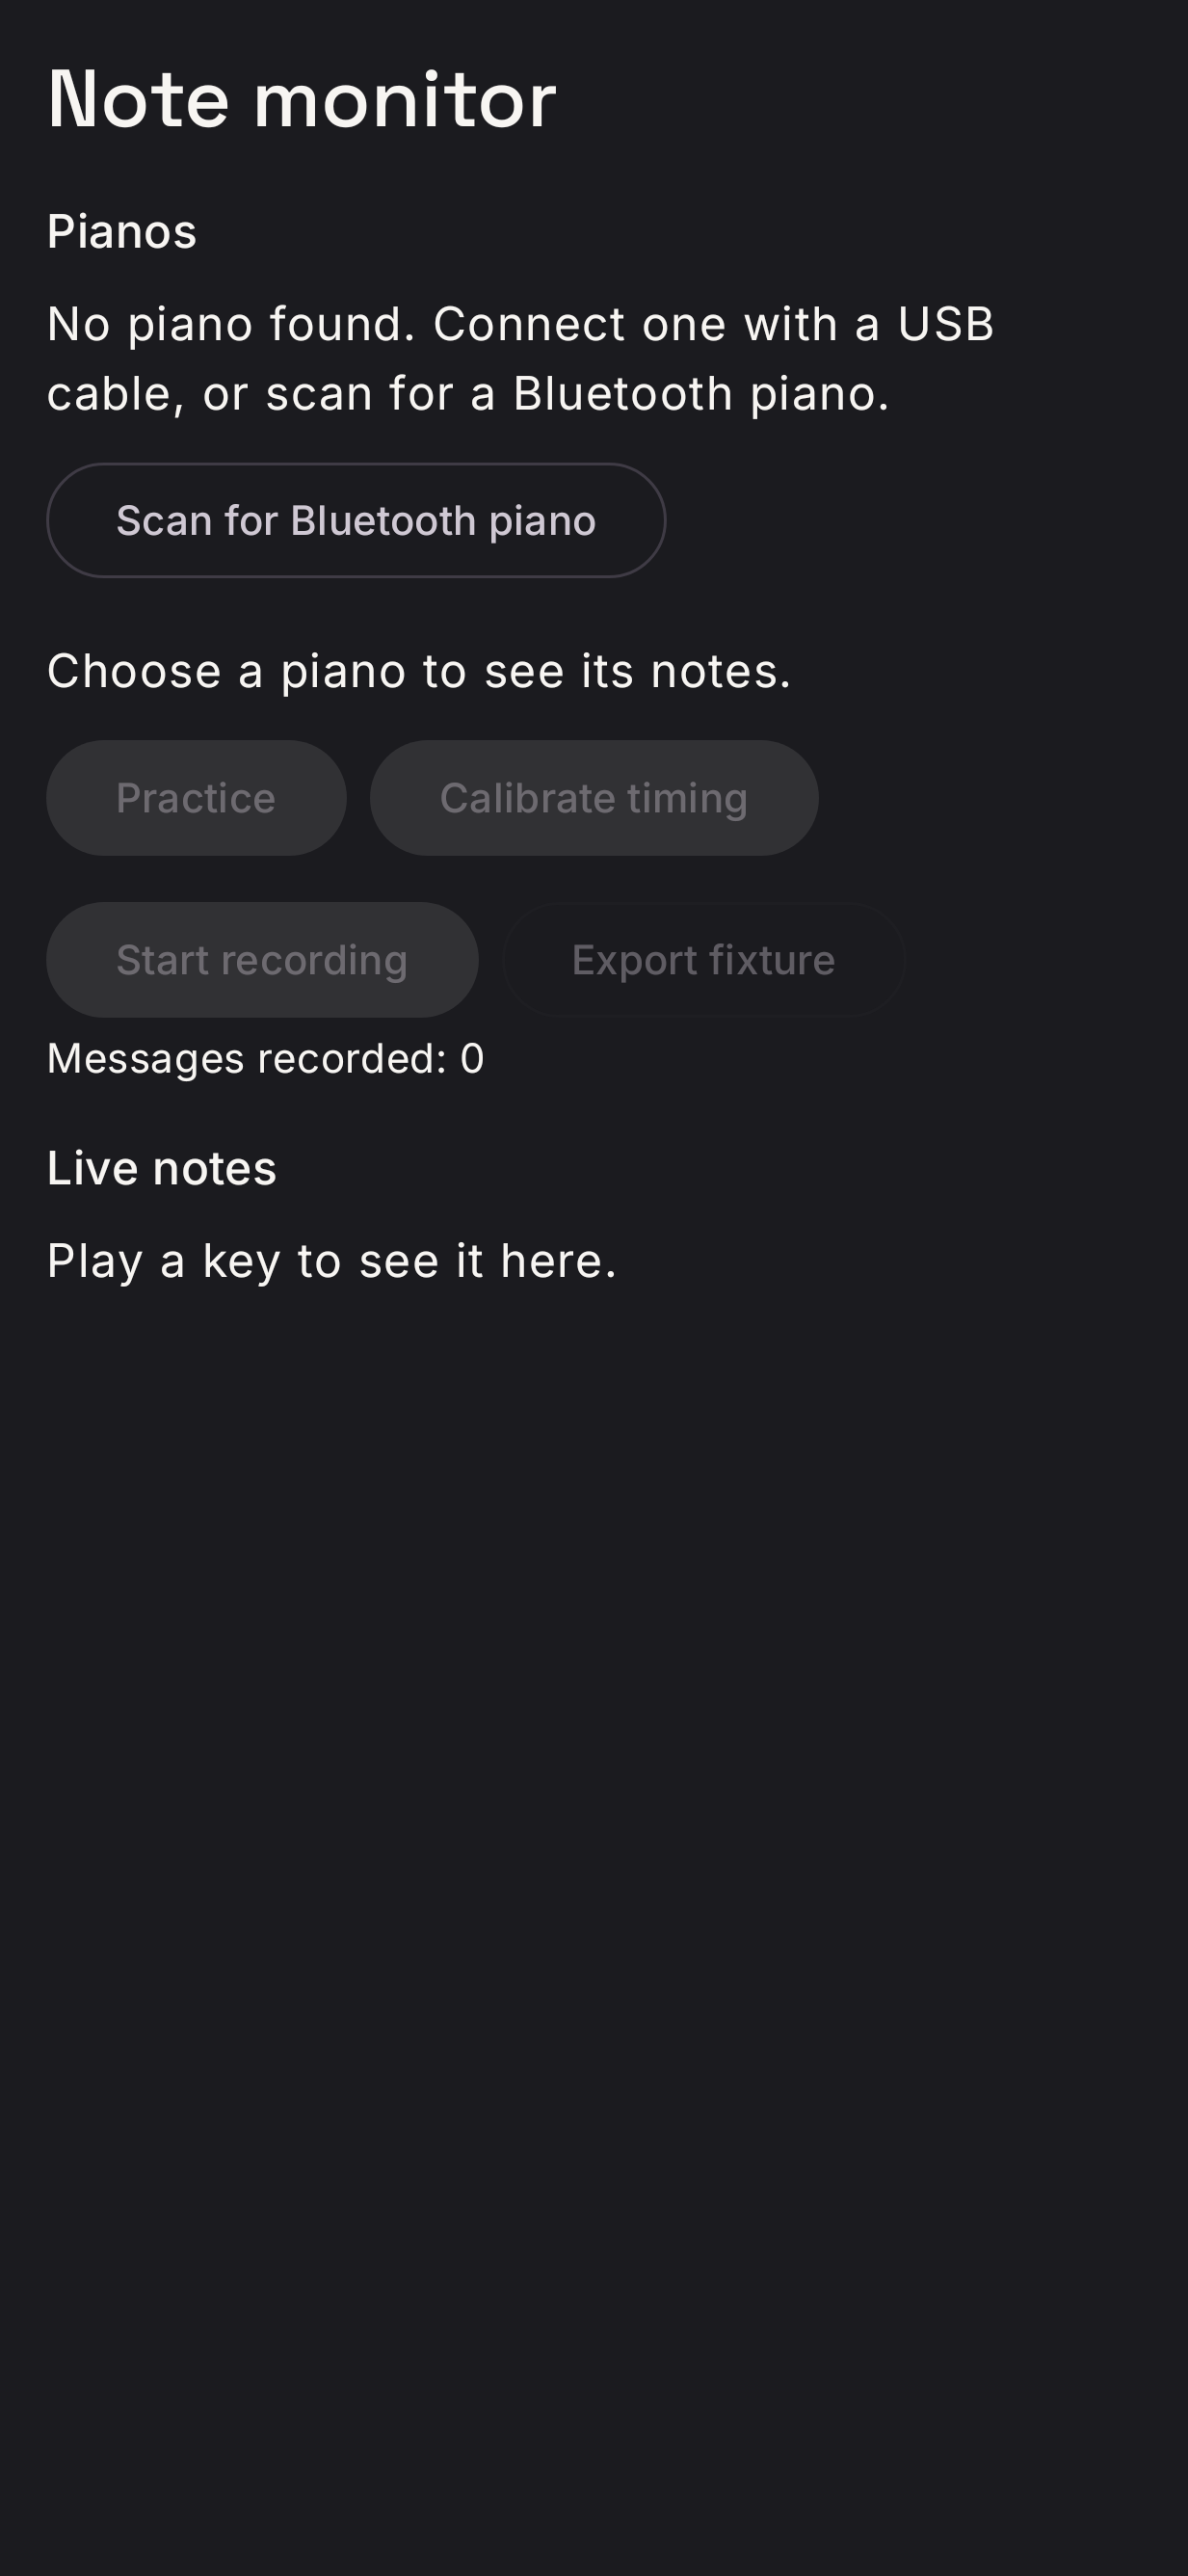 Note monitor
Pianos
No piano found. Connect one with a USB
cable, or scan for a Bluetooth piano.
Scan for Bluetooth piano
Choose a piano to see its notes.
Practice
Calibrate timing
Start recording
Export fixture
Messages recorded: 0
Live notes
Play a key to see it here.